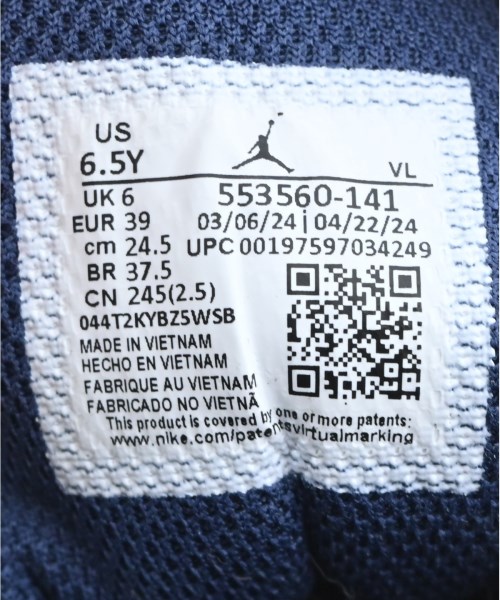 US
6.5Y
VL
UK 6
553560-141
EUR 39
03/06/24 | 04/22/24
cm 24.5
UPC 00197597034249
BR 37.5
CN 245(2.5)
044T2KYBZ5WSB
MADE IN VIETNAM
HECHO EN VIETNAM
FABRIQUE AU VIETNAM
FABRICADO NO VIETNÃ
This product is covered by one or more patents:
www.nike.com/patentsvirtualmarking